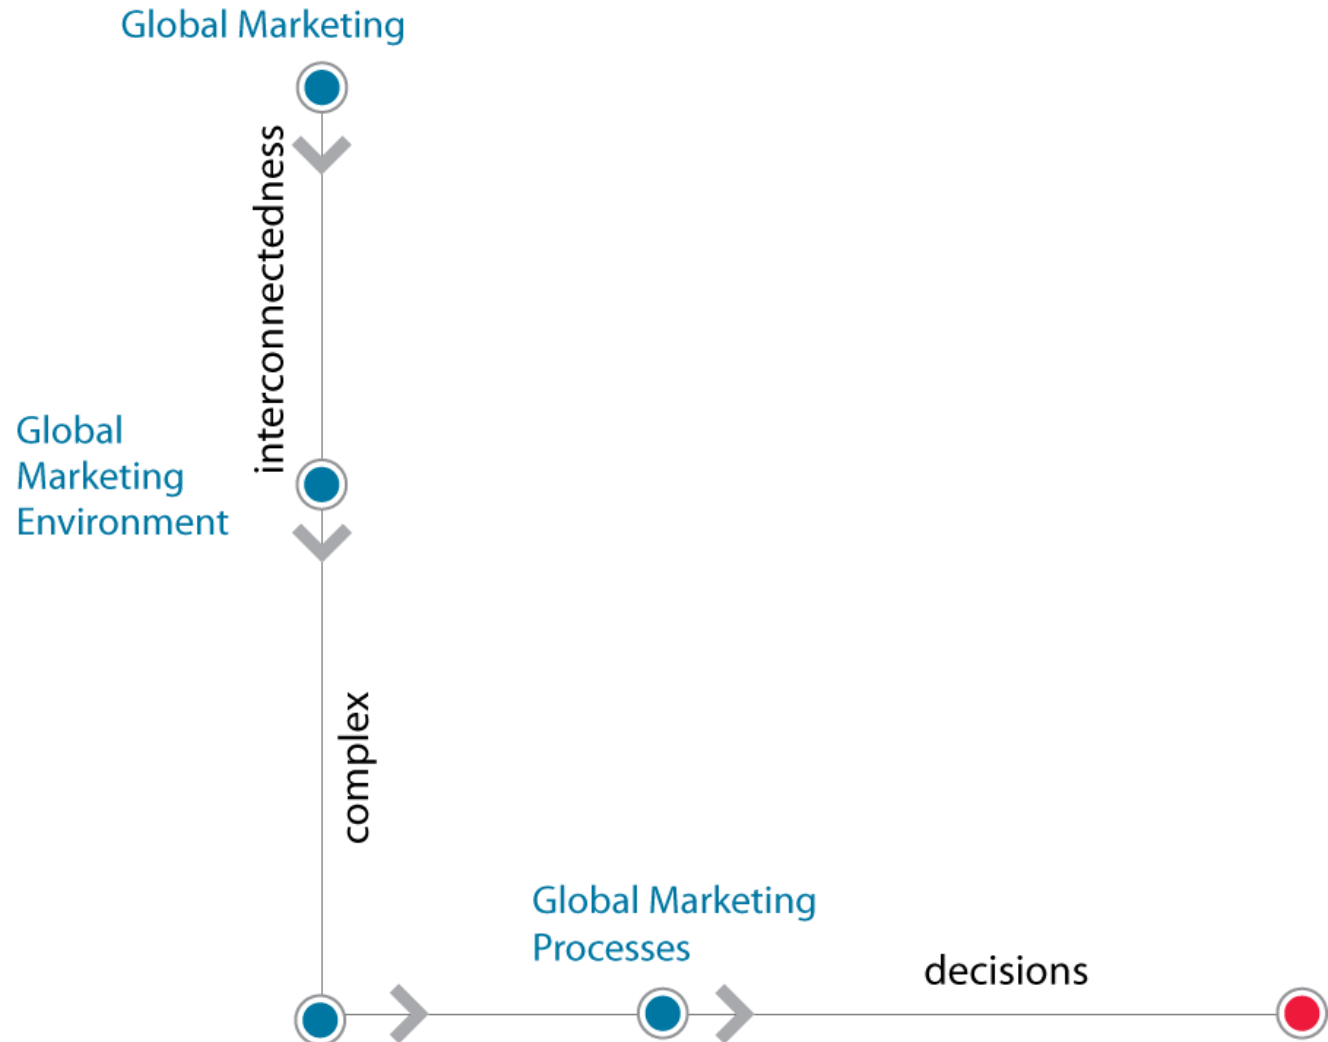 Global Marketing
interconnectedness
Global
Marketing
Environment
complex
Global Marketing
Processes
decisions